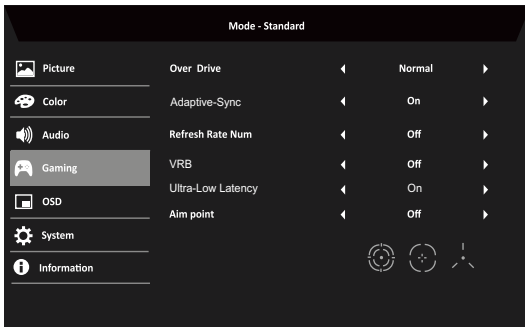 Mode - Standard
Picture
Over Drive Normal
Color
Adaptive-Sync On
Audio
Refresh Rate Num Off
Gaming
VRB Off
Ultra-Low Latency On
OSD
Aim point Off
System
Information